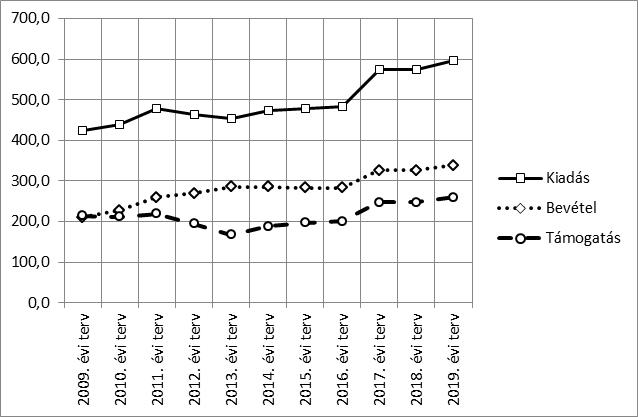 700,0
600,0
500,0
400,0
300,0
200,0
100,0
0,0
2009. évi terv
2010. évi terv
2011. évi terv
2012. évi terv
2013. évi terv
2014. évi terv
2015. évi terv
2016. évi terv
2017. évi terv
2018. évi terv
2019. évi terv
Kiadás
Bevétel
Támogatás